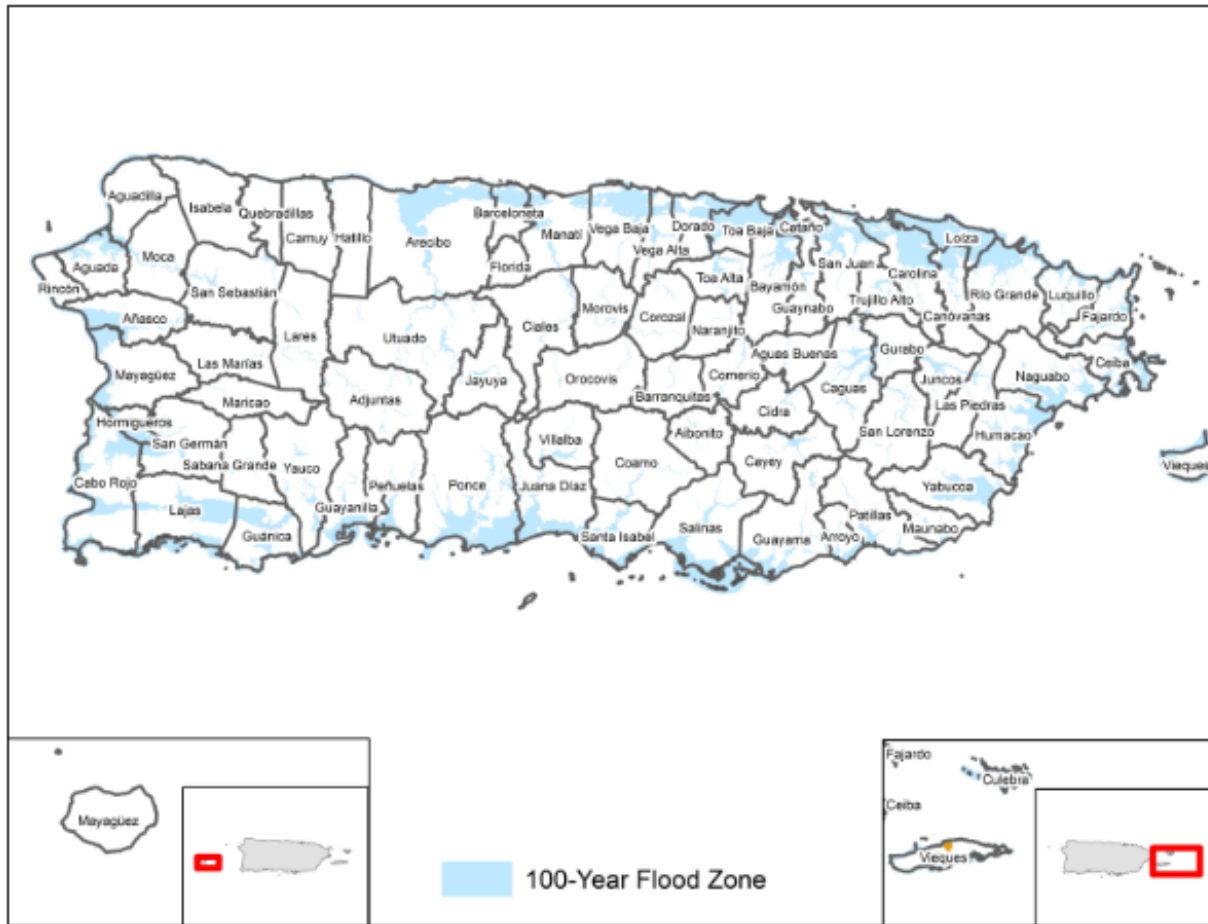 Aguadilla
Isabela
Quebradillas
Camuy
Hatillo
Arecibo
Barceloneta
Manatí
Vega Baja
Dorado
Toa Baja
Cataño
Loíza
Moca
Florida
Vega Alta
Toa Alta
San Juan
Carolina
Aguada
Rincón
San Sebastián
Bayamón
Trujillo Alto
Río Grande
Luquillo
Añasco
Lares
Utuado
Ciales
Morovis
Corozal
Naranjito
Guaynabo
Canóvanas
Fajardo
Mayagüez
Las Marías
Jayuya
Orocovis
Aguas Buenas
Gurabo
Ceiba
Maricao
Adjuntas
Barranquitas
Comerío
Caguas
Juncos
Naguabo
Hormigueros
San Germán
Villalba
Aibonito
Cidra
Las Piedras
San Lorenzo
Humacao
Sabana Grande
Yauco
Peñuelas
Ponce
Juana Díaz
Coamo
Cayey
Vieques
Cabo Rojo
Lajas
Guánica
Guayanilla
Santa Isabel
Salinas
Guayama
Arroyo
Patillas
Maunabo
Yabucoa
Mayagüez
100-Year Flood Zone
Fajardo
Culebra
Ceiba
Vieques